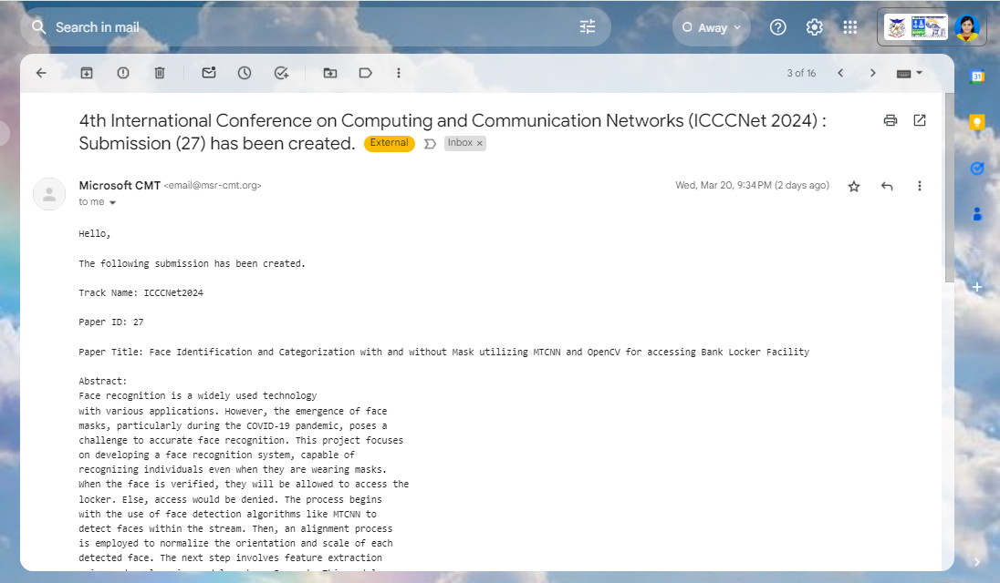 Search in mail
Away
3 of 16
4th International Conference on Computing and Communication Networks (ICCCNet 2024) :
Submission (27) has been created. External Inbox ×
Microsoft CMT <email@msr-cmt.org>
Wed, Mar 20, 9:34 PM (2 days ago)
to me
31
Hello,
The following submission has been created.
Track Name: ICCCNet2024
Paper ID: 27
Paper Title: Face Identification and Categorization with and without Mask utilizing MTCNN and OpenCV for accessing Bank Locker Facility
Abstract:
Face recognition is a widely used technology
with various applications. However, the emergence of face
masks, particularly during the COVID-19 pandemic, poses a
challenge to accurate face recognition. This project focuses
on developing a face recognition system, capable of
recognizing individuals even when they are wearing masks.
When the face is verified, they will be allowed to access the
locker. Else, access would be denied. The process begins
with the use of face detection algorithms like MTCNN to
detect faces within the stream. Then, an alignment process
is employed to normalize the orientation and scale of each
detected face. The next step involves feature extraction